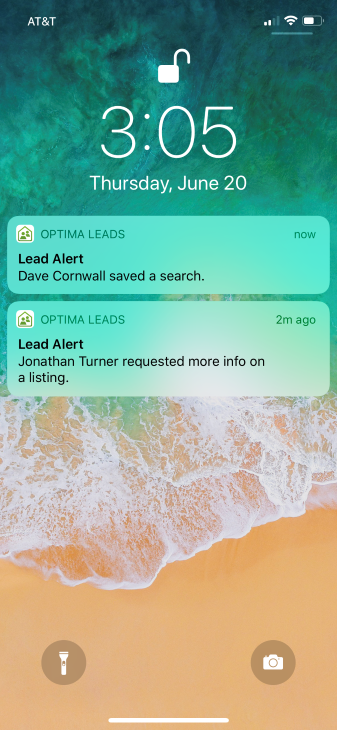 AT&T
3:05
Thursday, June 20
OPTIMA LEADS now
Lead Alert
Dave Cornwall saved a search.
OPTIMA LEADS 2m ago
Lead Alert
Jonathan Turner requested more info on
a listing.